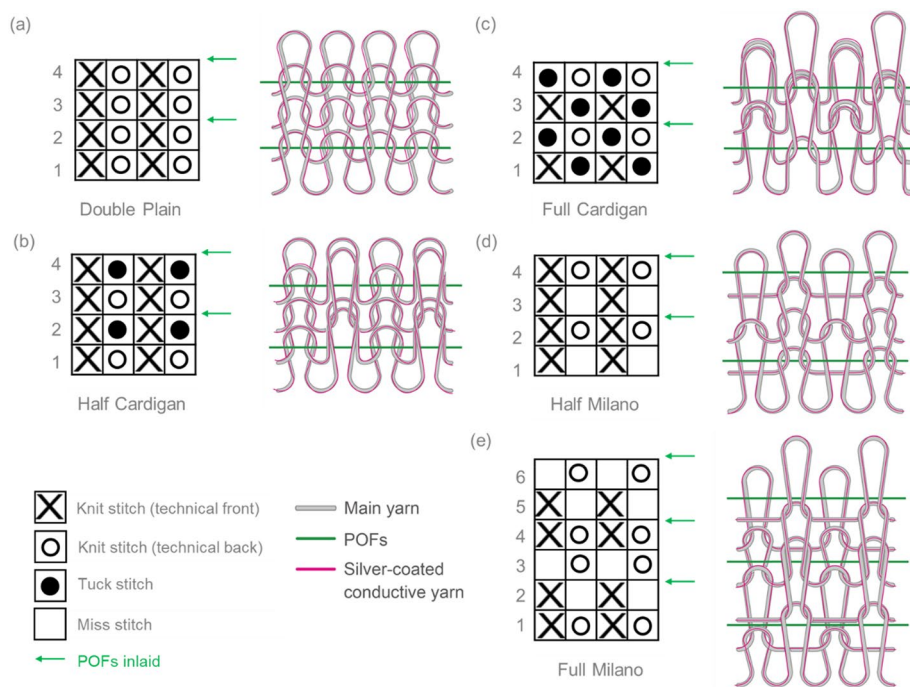 (a)
4
3
2
1
Double Plain
(b)
4
3
2
1
Half Cardigan
(c)
4
3
2
1
Full Cardigan
(d)
4
3
2
1
Half Milano
(e)
6
5
4
3
2
1
Full Milano
Knit stitch (technical front)
Knit stitch (technical back)
Tuck stitch
Miss stitch
POFs inlaid
Main yarn
POFs
Silver-coated
conductive yarn